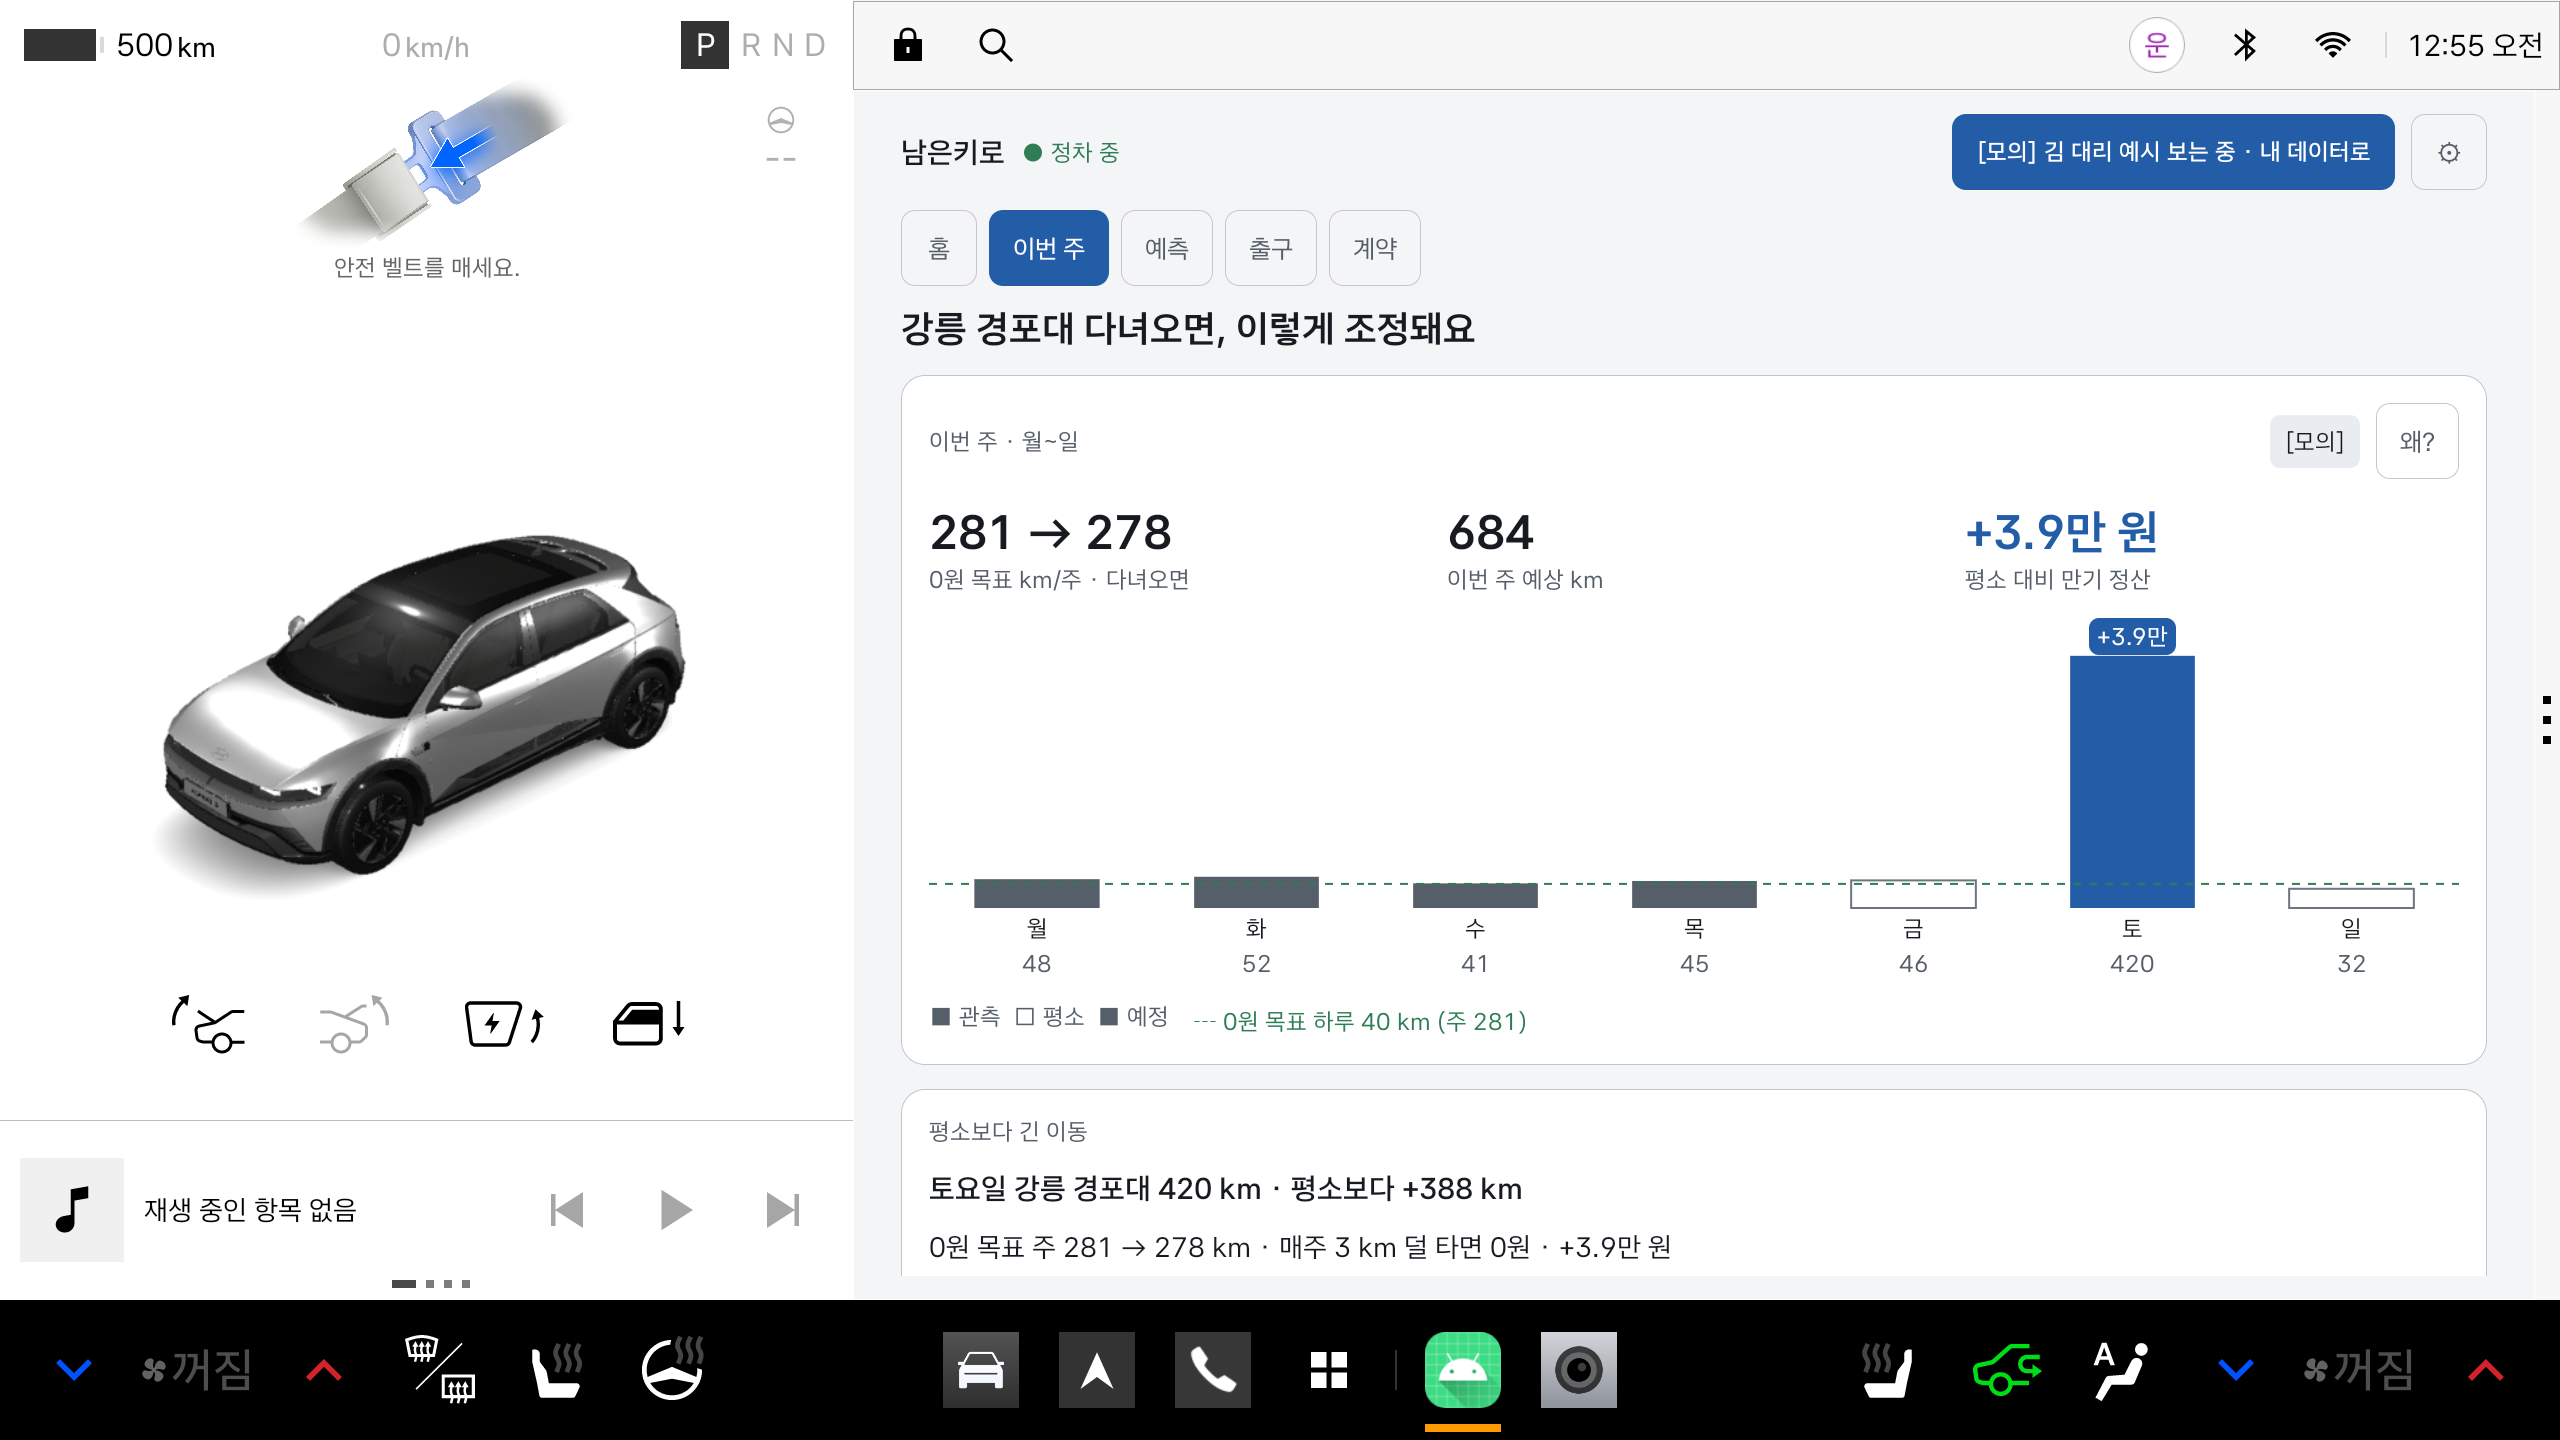 500 km
0 km/h
P R N D
--
안전 벨트를 매세요.
재생 중인 항목 없음
운
12:55 오전
남은키로
정차 중
[모의] 김 대리 예시 보는 중 · 내 데이터로
홈
이번 주
예측
출구
계약
강릉 경포대 다녀오면, 이렇게 조정돼요
이번 주 · 월~일
[모의]
왜?
281 → 278
0원 목표 km/주 · 다녀오면
684
이번 주 예상 km
+3.9만 원
평소 대비 만기 정산
+3.9만
월 화 수 목 금 토 일
48 52 41 45 46 420 32
관측 평소 예정 --- 0원 목표 하루 40 km (주 281)
평소보다 긴 이동
토요일 강릉 경포대 420 km · 평소보다 +388 km
0원 목표 주 281 → 278 km · 매주 3 km 덜 타면 0원 · +3.9만 원
꺼짐
A
꺼짐